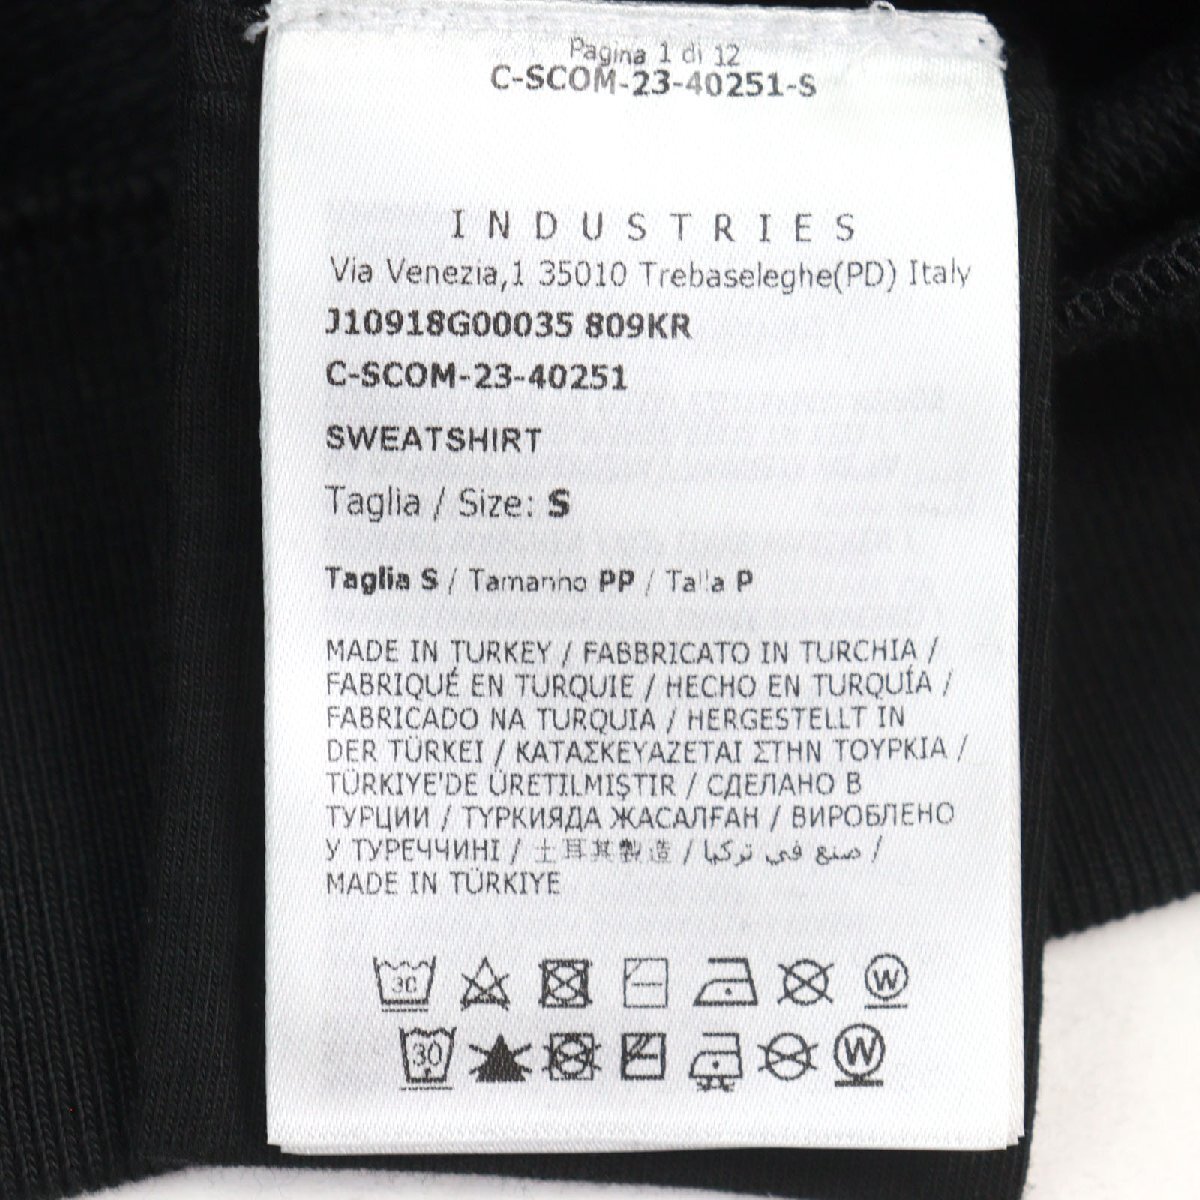 Pagina 1 di 12
C-SCOM-23-40251-S
INDUSTRIES
Via Venezia,1 35010 Trebaseleghe(PD) Italy
J10918G00035 809KR
C-SCOM-23-40251
SWEATSHIRT
Taglia / Size: S
Taglia S / Tamanho PP / Talla P
MADE IN TURKEY / FABBRICATO IN TURCHIA /
FABRIQUÉ EN TURQUIE / HECHO EN TURQUÍA /
FABRICADO NA TURQUIA / HERGESTELLT IN
DER TÜRKEI / ΚΑΤΑΣΚΕΥΑΖΕΤΑΙ ΣΤΗΝ ΤΟΥΡΚΙΑ /
TÜRKIYE'DE ÜRETILMIŞTIR / СДЕЛАНО В
ТУРЦИИ / ТҮРКИЯДА ЖАСАЛҒАН / ВИРОБЛЕНО
У ТУРЕЧЧИНІ / 土耳其製造 / صنع في تركيا /
MADE IN TÜRKIYE
30 W
30 W